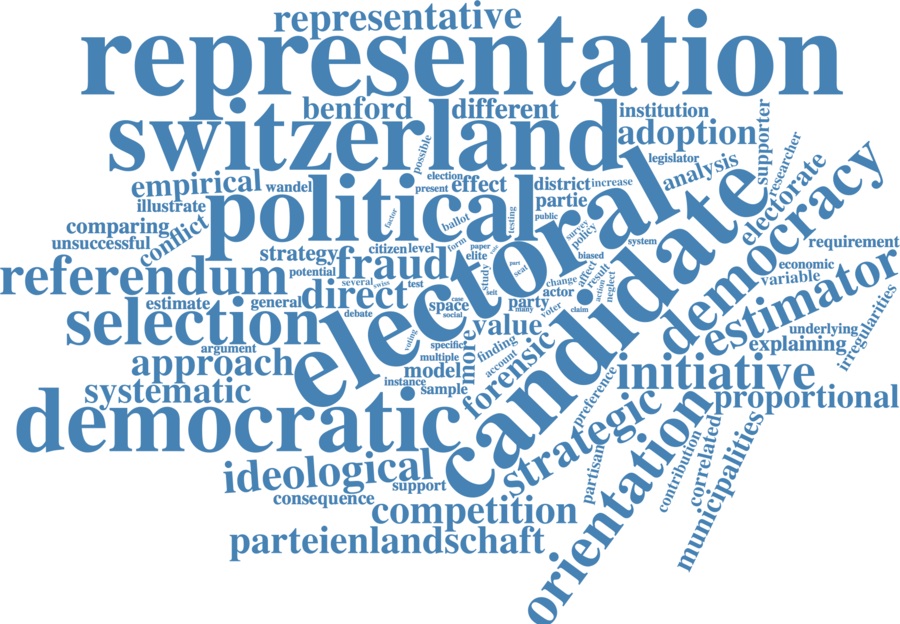 representative
representation
benford
different
institution
switzerland
adoption
supporter
possible
legislator
analysis
researcher
election
present
effect
district
increase
empirical
wandel
illustrate
political
partie
electorate
democracy
electoral
candidate
comparing
unsuccessful
conflict
factor
ballot
testing
public
survey
policy
system
requirement
strategy
citizen
level
form
paper
elite
biased
referendum
potential
fraud
study
part
seat
change
affect
result
neglect
economic
variable
several
swiss
test
self
actor
action
estimator
estimate
general
direct
space
case
social
party
many
voter
claim
irregularities
selection
debate
value
underlying
explaining
argument
voting
specific
more
finding
approach
multiple
model
account
forensic
instance
sample
initiative
systematic
preference
proportional
democratic
strategic
orientation
ideological
support
partisan
contribution
correlated
municipalities
consequence
competition
parteienlandschaft